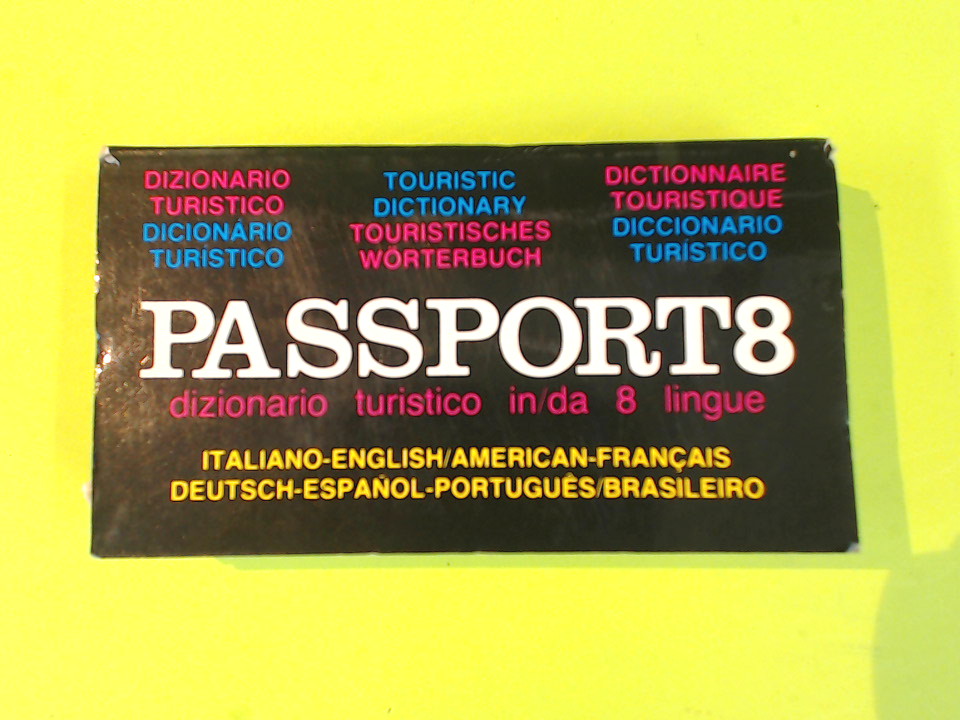 DIZIONARIO
TURISTICO
DICIONÁRIO
TURÍSTICO
TOURISTIC
DICTIONARY
TOURISTISCHES
WÖRTERBUCH
DICTIONNAIRE
TOURISTIQUE
DICCIONARIO
TURÍSTICO
PASSPORT8
dizionario turistico in/da 8 lingue
ITALIANO-ENGLISH/AMERICAN-FRANÇAIS
DEUTSCH-ESPAÑOL-PORTUGUÊS/BRASILEIRO